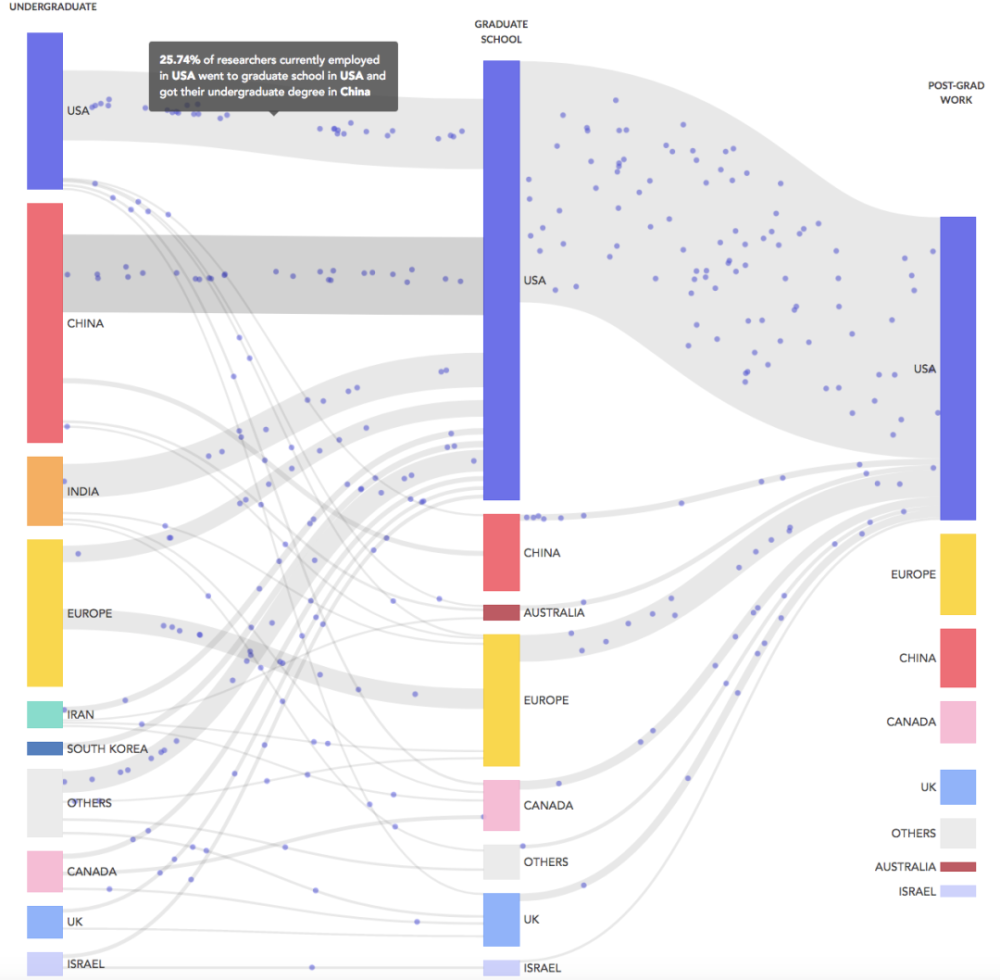 UNDERGRADUATE
GRADUATE
SCHOOL
POST-GRAD
WORK
25.74% of researchers currently employed
in USA went to graduate school in USA and
got their undergraduate degree in China
USA
CHINA
INDIA
EUROPE
IRAN
SOUTH KOREA
OTHERS
CANADA
UK
ISRAEL
USA
CHINA
AUSTRALIA
EUROPE
CANADA
OTHERS
UK
ISRAEL
USA
EUROPE
CHINA
CANADA
UK
OTHERS
AUSTRALIA
ISRAEL